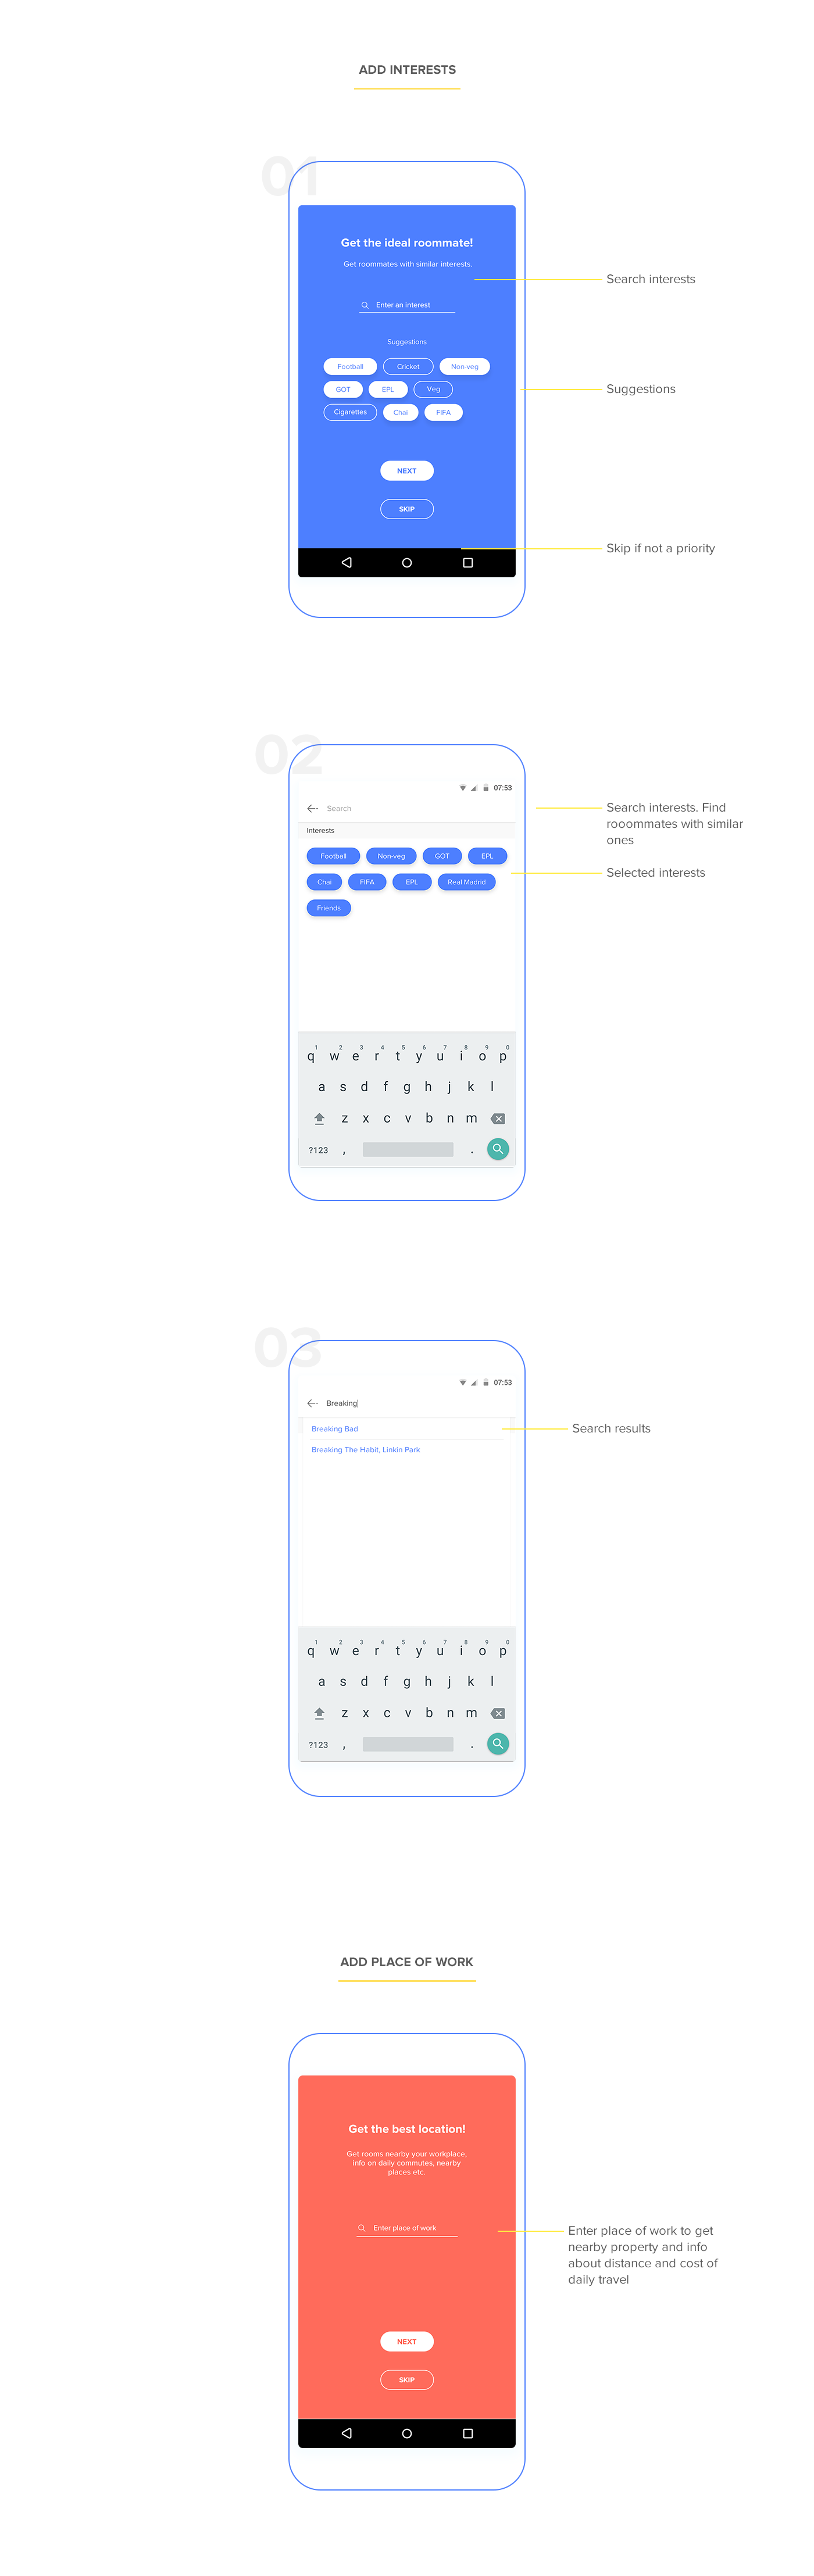 ADD INTERESTS
01
Get the ideal roommate!
Get roommates with similar interests.
Search interests
Enter an interest
Suggestions
Football Cricket Non-veg
Suggestions
GOT EPL Veg
Cigarettes Chai FIFA
NEXT
SKIP
Skip if not a priority
02
07:53
Search
Search interests. Find
rooommates with similar
ones
Interests
Football Non-veg GOT EPL
Selected interests
Chai FIFA EPL Real Madrid
Friends
1 2 3 4 5 6 7 8 9 0
q w e r t y u i o p
a s d f g h j k l
z x c v b n m
?123 , .
03
07:53
Breaking
Breaking Bad
Search results
Breaking The Habit, Linkin Park
1 2 3 4 5 6 7 8 9 0
q w e r t y u i o p
a s d f g h j k l
z x c v b n m
?123 , .
ADD PLACE OF WORK
Get the best location!
Get rooms nearby your workplace,
info on daily commutes, nearby
places etc.
Enter place of work
Enter place of work to get
nearby property and info
about distance and cost of
daily travel
NEXT
SKIP